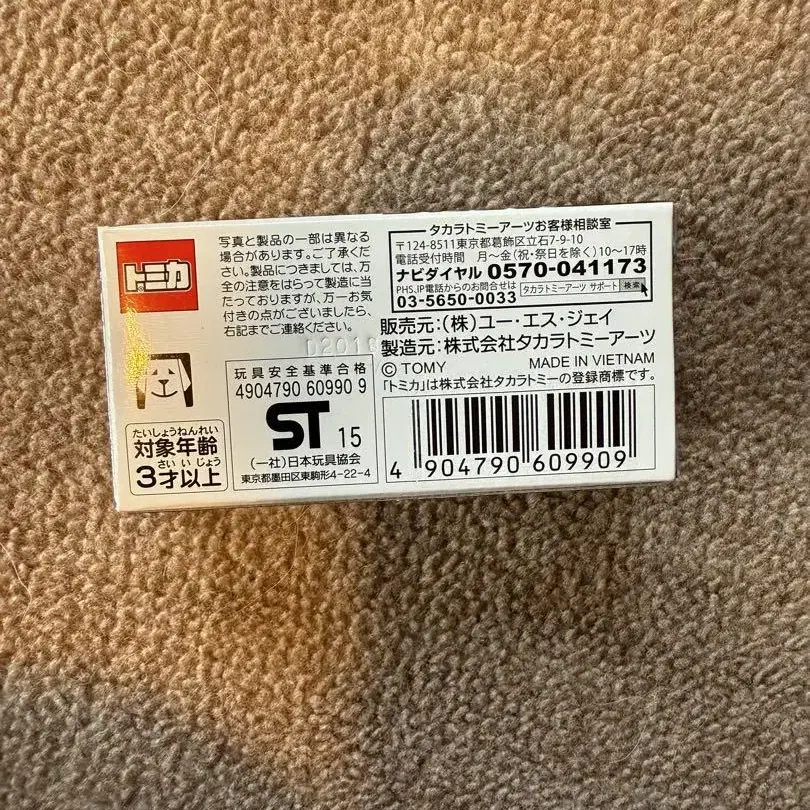 トミカ
写真と製品の一部は異なる
場合があります。ご了承くだ
さい。製品につきましては、万
全の注意をはらって製造に当
たっておりますが、万一お気
付きの点がございましたら、
右記までご連絡ください。
タカラトミーアーツお客様相談室
〒124-8511東京都葛飾区立石7-9-10
電話受付時間 月〜金(祝・祭日を除く)10〜17時
ナビダイヤル 0570-041173
PHS、IP電話からのお問合せは
03-5650-0033
タカラトミーアーツ サポート 検索
販売元:(株)ユー・エス・ジェイ
製造元:株式会社タカラトミーアーツ
© TOMY MADE IN VIETNAM
「トミカ」は株式会社タカラトミーの登録商標です。
たいしょうねんれい
対象年齢
さい いじょう
3才以上
玩具安全基準合格
4904790 60990 9
ST 15
(一社)日本玩具協会
東京都墨田区東駒形4-22-4
4 904790 609909